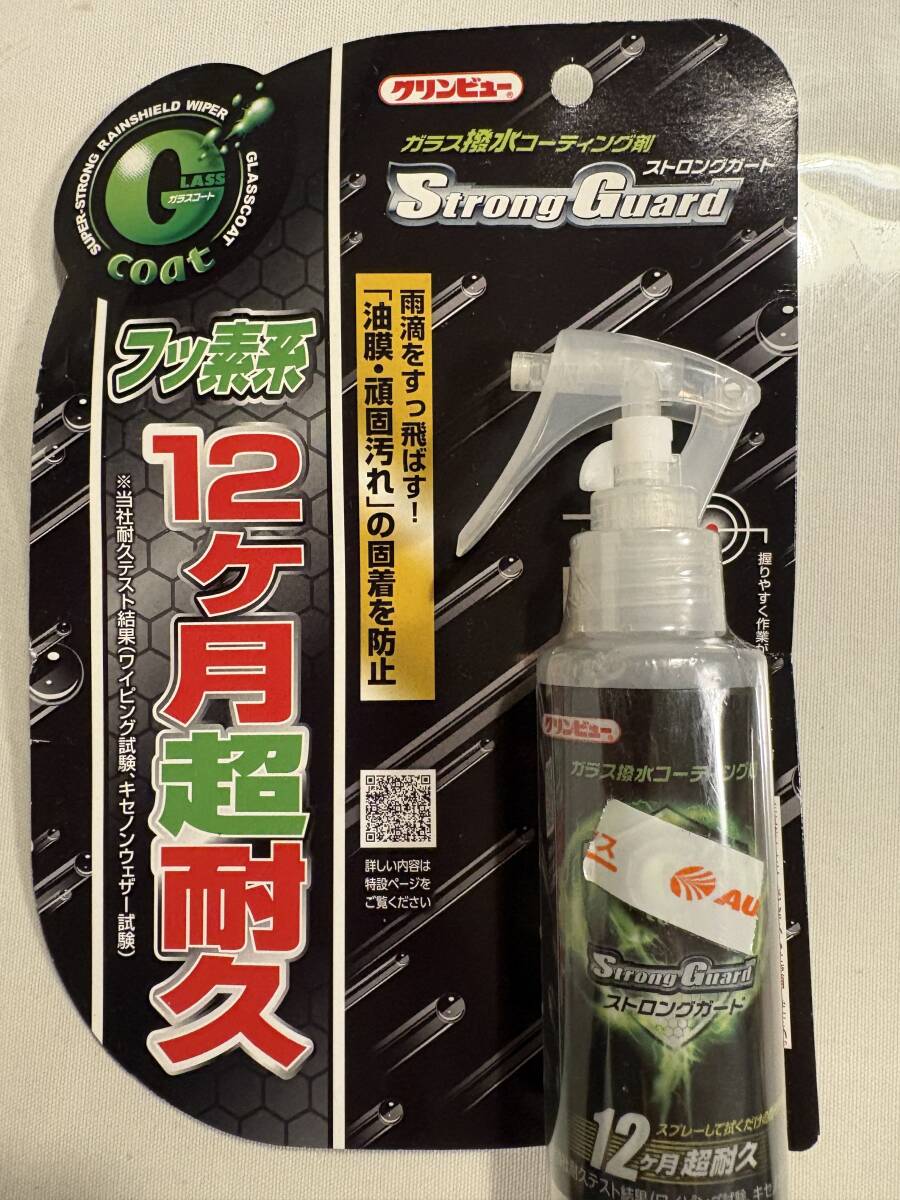 SUPER-STRONG RAINSHIELD WIPER GLASSCOAT
GLASS
ガラスコート
coat
クリンビュー®
ガラス撥水コーティング剤
ストロングガード
Strong Guard
フッ素系
12ヶ月超耐久
※当社耐久テスト結果(ワイピング試験、キセノンウェザー試験)
雨滴をすっ飛ばす!
「油膜・頑固汚れ」の固着を防止
握りやすく作業が
詳しい内容は
特設ページを
ご覧ください
クリンビュー
ガラス撥水コーティング
ス
AU
Strong Guard
ストロングガード
スプレーして拭くだけの
12ヶ月超耐久